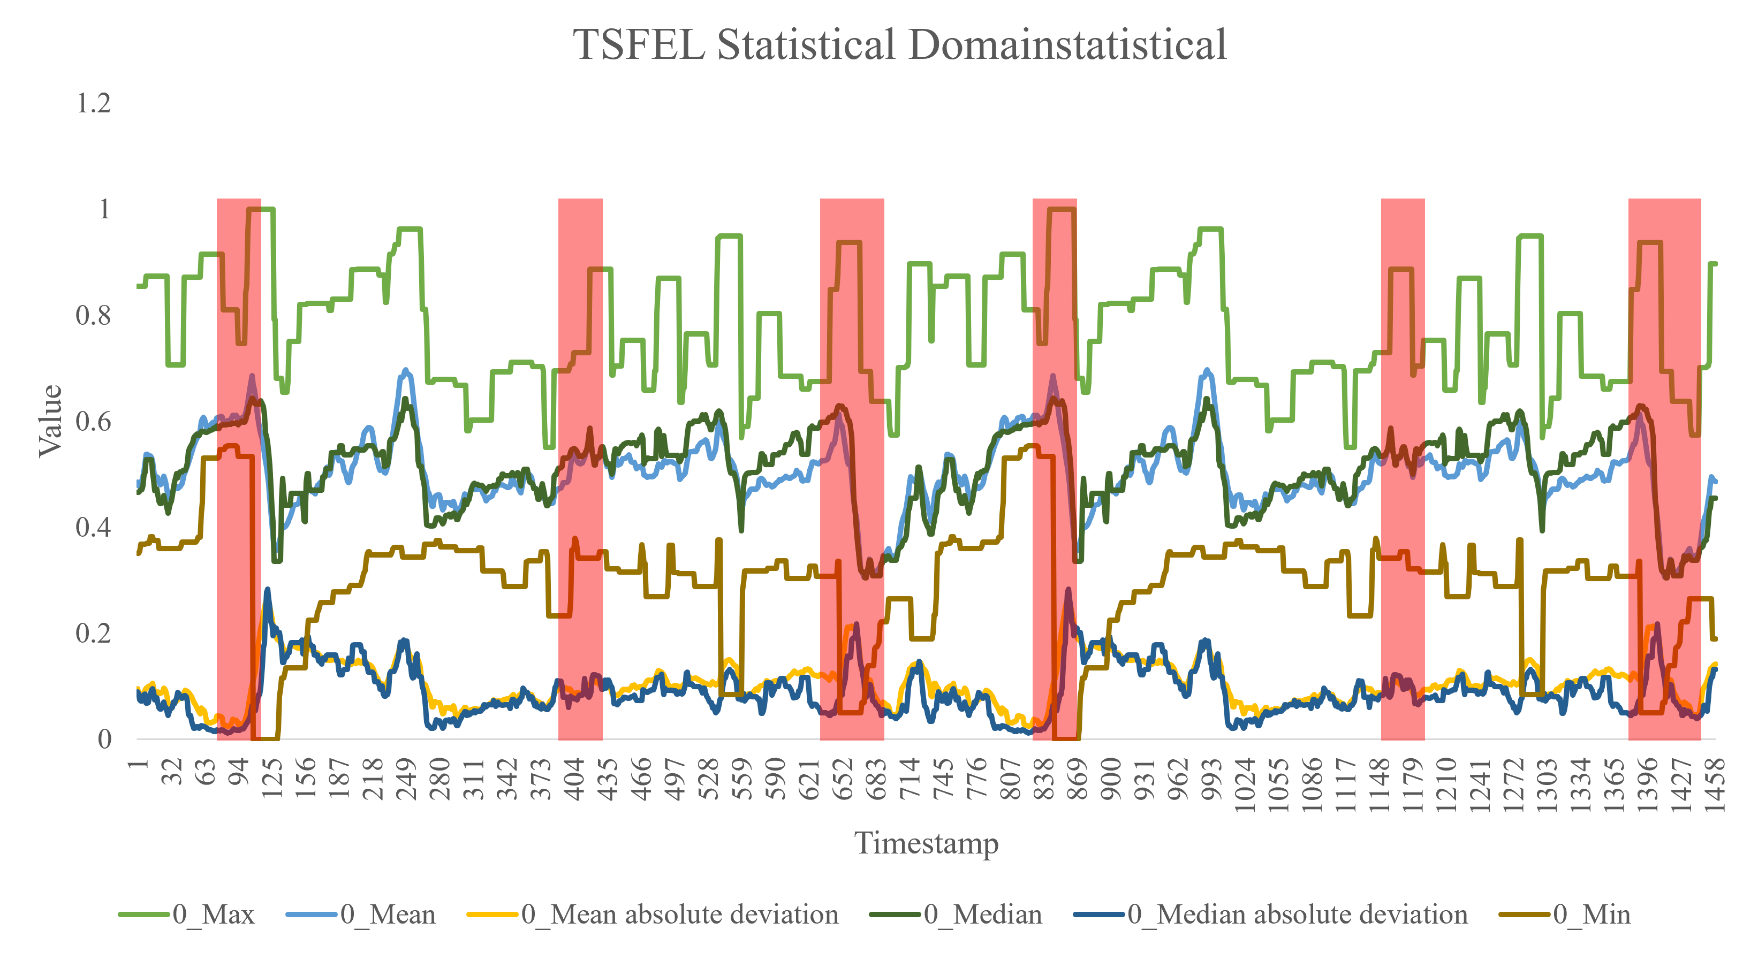 TSFEL Statistical Domainstatistical
1.2
1
0.8
0.6
0.4
0.2
0
Value
1 32 63 94 125 156 187 218 249 280 311 342 373 404 435 466 497 528 559 590 621 652 683 714 745 776 807 838 869 900 931 962 993 1024 1055 1086 1117 1148 1179 1210 1241 1272 1303 1334 1365 1396 1427 1458
Timestamp
0_Max 0_Mean 0_Mean absolute deviation 0_Median 0_Median absolute deviation 0_Min